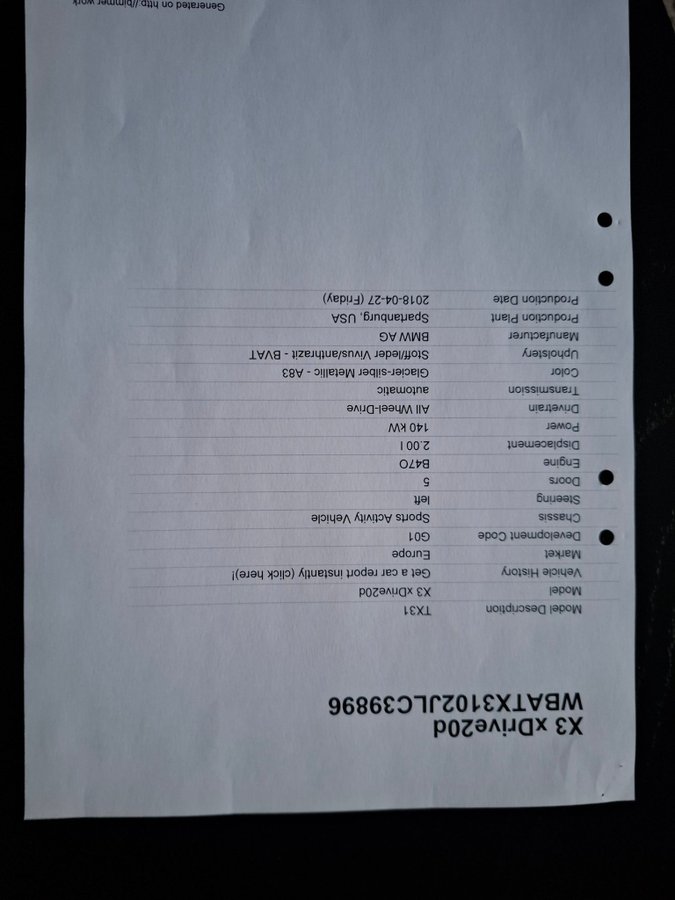 X3 xDrive20d
WBATX3102JLC39896
Model Description TX31
Model X3 xDrive20d
Vehicle History Get a car report instantly (click here)!
Market Europe
Development Code G01
Chassis Sports Activity Vehicle
Steering left
Doors 5
Engine B47O
Displacement 2.00 l
Power 140 kW
Drivetrain All Wheel-Drive
Transmission automatic
Color Glacier-silber Metallic - A83
Upholstery Stoff/leder Vivus/anthrazit - BVAT
Manufacturer BMW AG
Production Plant Spartanburg, USA
Production Date 2018-04-27 (Friday)
Generated on http://bimmer.work